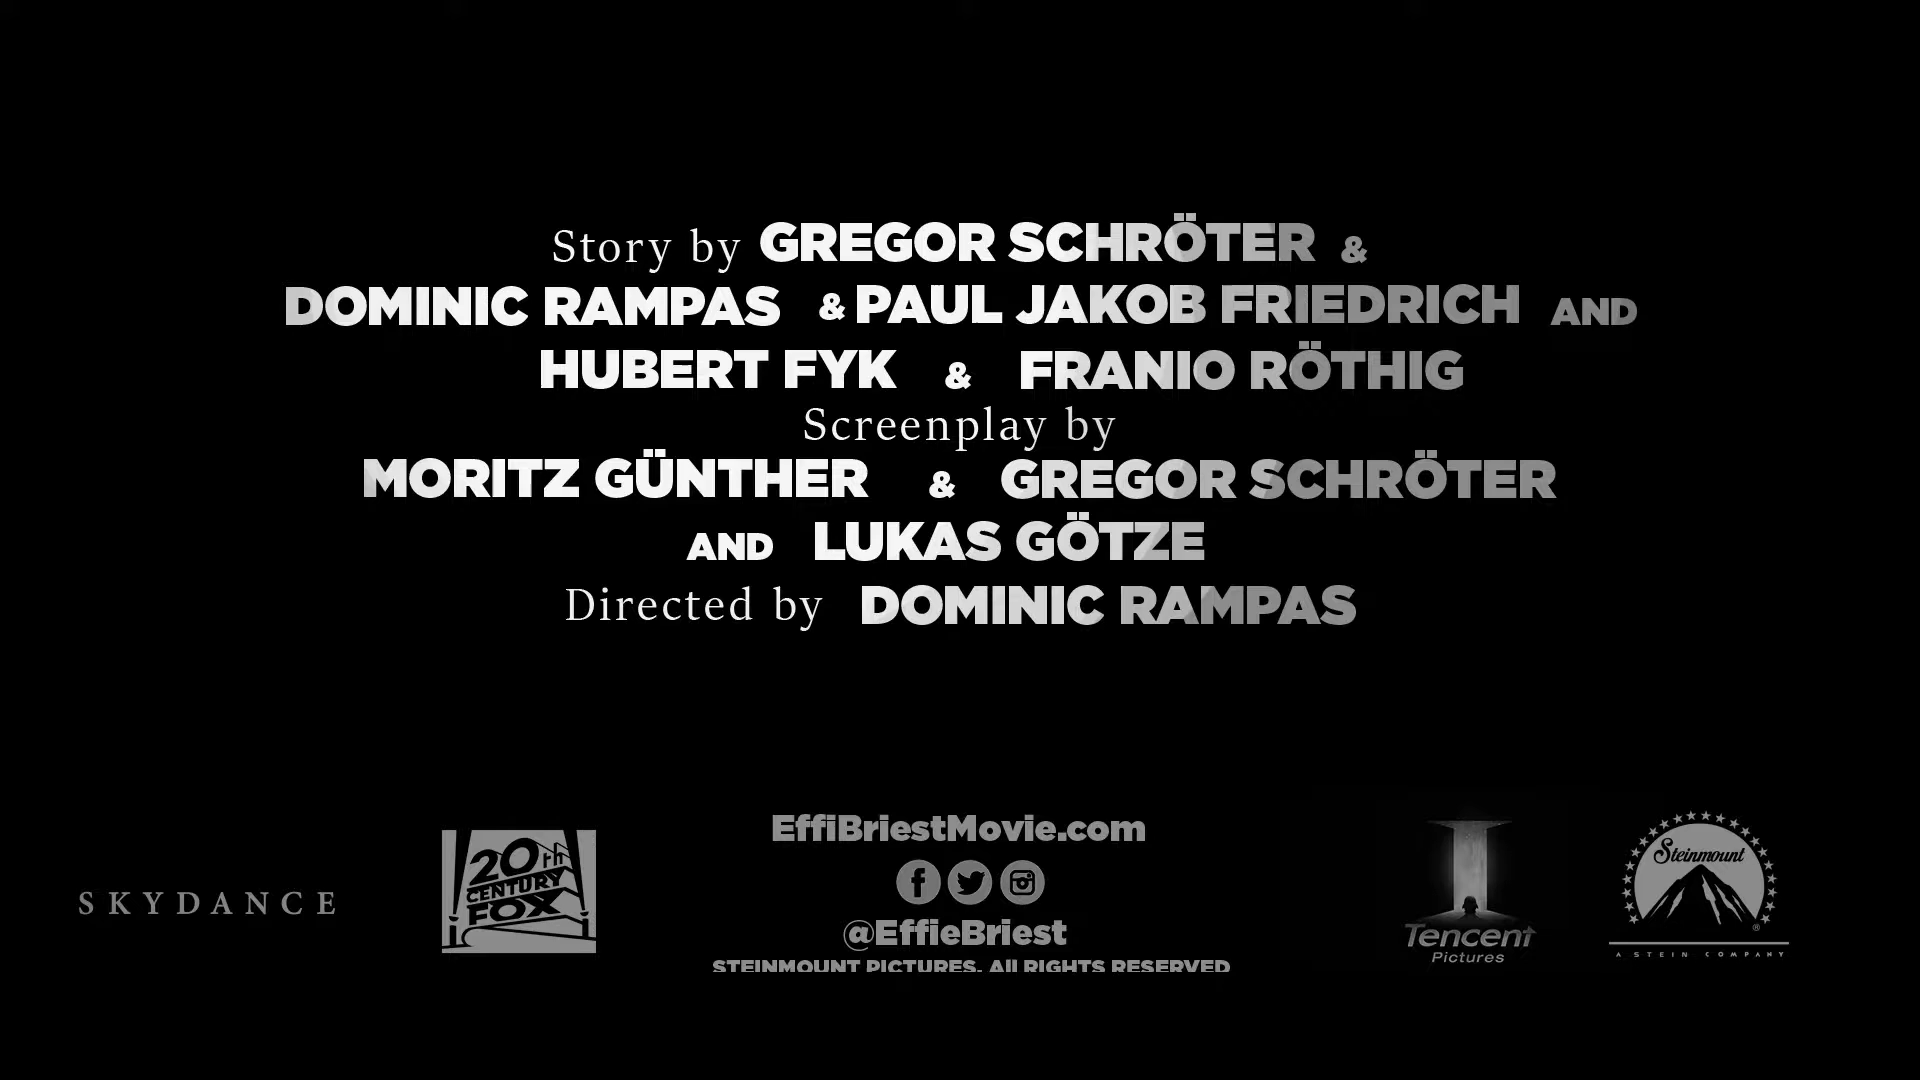 Story by GREGOR SCHRÖTER &
DOMINIC RAMPAS & PAUL JAKOB FRIEDRICH AND
HUBERT FYK & FRANIO RÖTHIG
Screenplay by
MORITZ GÜNTHER & GREGOR SCHRÖTER
AND LUKAS GÖTZE
Directed by DOMINIC RAMPAS
SKYDANCE
20th
CENTURY
FOX
EffiBriestMovie.com
@EffieBriest
STEINMOUNT PICTURES. All RIGHTS RESERVED
Tencent
Pictures
Steinmount
®
A STEIN COMPANY